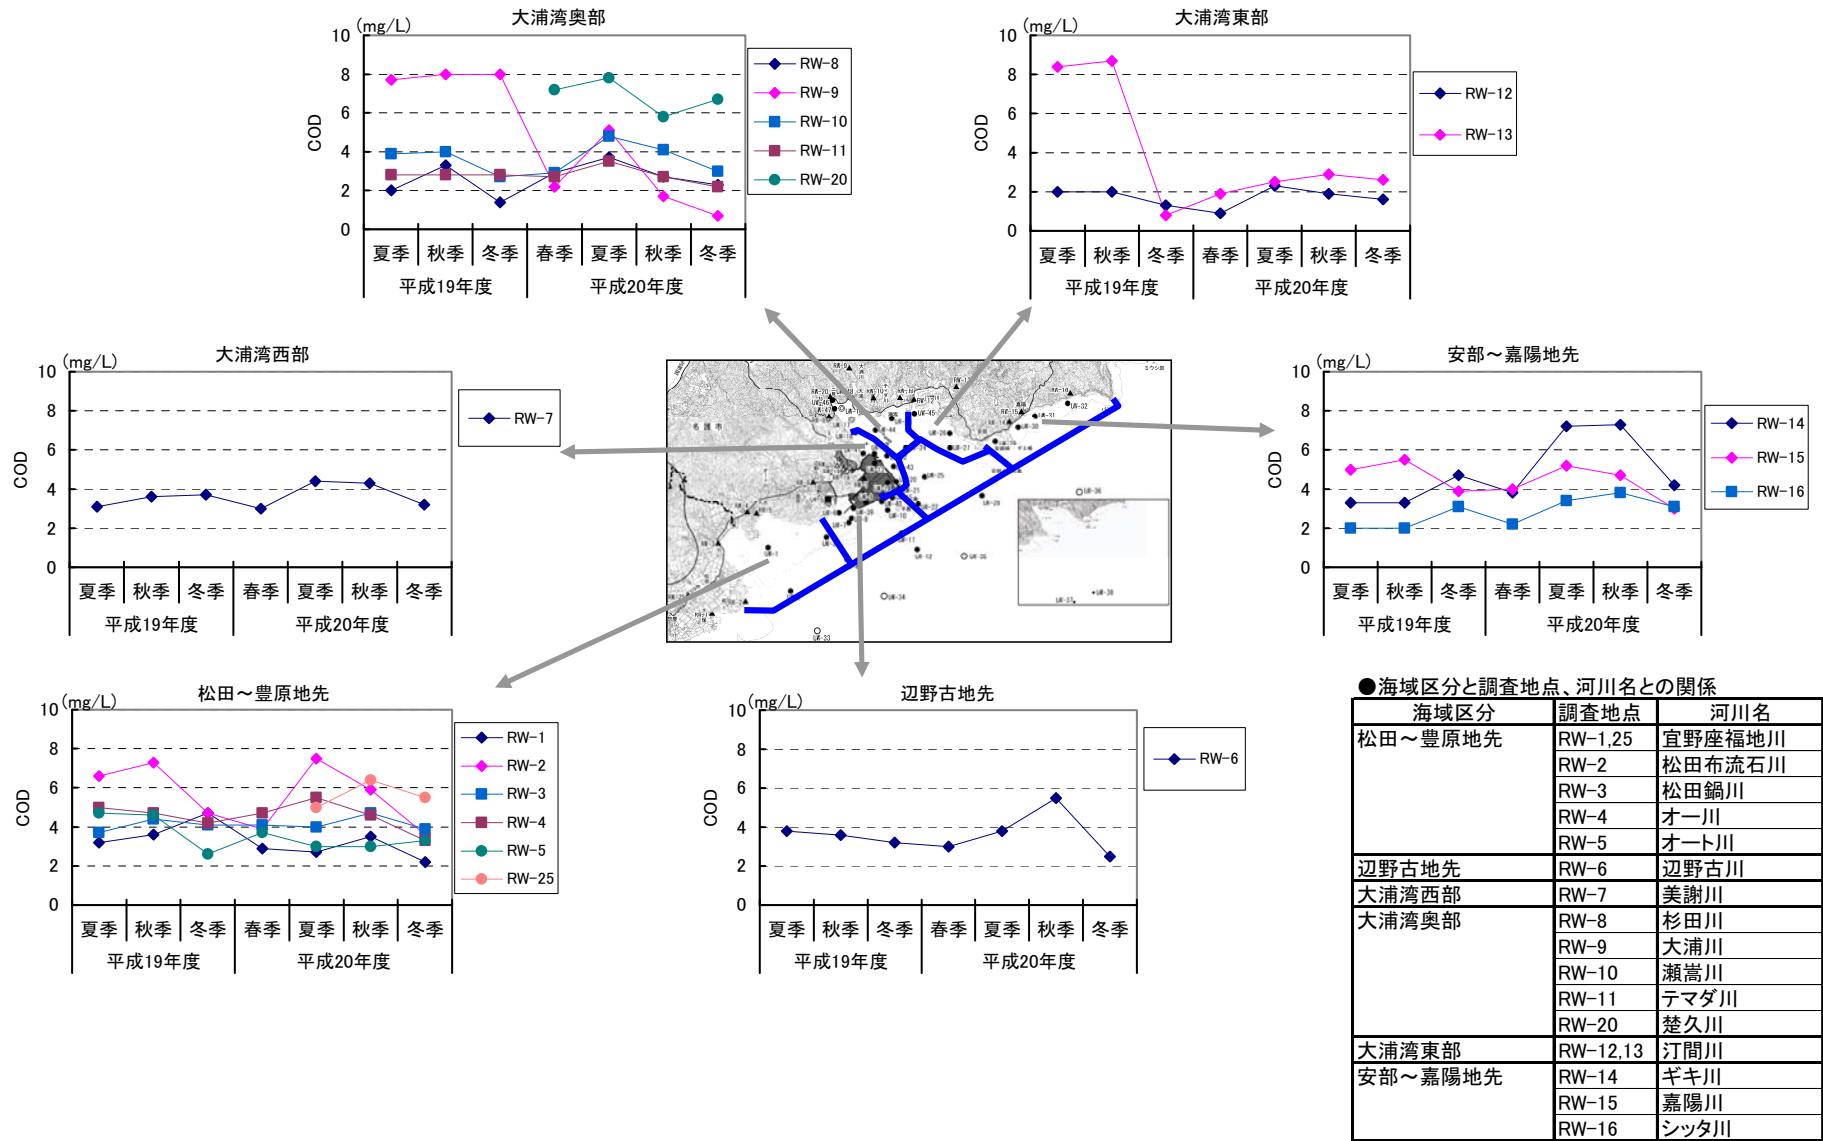 大浦湾奥部
(mg/L)
COD
10
8
6
4
2
0
夏季 秋季 冬季 春季 夏季 秋季 冬季
平成19年度 平成20年度
RW-8
RW-9
RW-10
RW-11
RW-20
大浦湾東部
(mg/L)
COD
10
8
6
4
2
0
夏季 秋季 冬季 春季 夏季 秋季 冬季
平成19年度 平成20年度
RW-12
RW-13
大浦湾西部
(mg/L)
COD
10
8
6
4
2
0
夏季 秋季 冬季 春季 夏季 秋季 冬季
平成19年度 平成20年度
RW-7
安部～嘉陽地先
(mg/L)
COD
10
8
6
4
2
0
夏季 秋季 冬季 春季 夏季 秋季 冬季
平成19年度 平成20年度
RW-14
RW-15
RW-16
名護市
UW-32
UW-36
UW-12
UW-34
UW-33
UW-38
UW-37
松田～豊原地先
(mg/L)
COD
10
8
6
4
2
0
夏季 秋季 冬季 春季 夏季 秋季 冬季
平成19年度 平成20年度
RW-1
RW-2
RW-3
RW-4
RW-5
RW-25
辺野古地先
(mg/L)
COD
10
8
6
4
2
0
夏季 秋季 冬季 春季 夏季 秋季 冬季
平成19年度 平成20年度
RW-6
●海域区分と調査地点、河川名との関係
海域区分 調査地点 河川名
松田～豊原地先 RW-1,25 宜野座福地川
RW-2 松田布流石川
RW-3 松田鍋川
RW-4 オー川
RW-5 オート川
辺野古地先 RW-6 辺野古川
大浦湾西部 RW-7 美謝川
大浦湾奥部 RW-8 杉田川
RW-9 大浦川
RW-10 瀬嵩川
RW-11 テマダ川
RW-20 楚久川
大浦湾東部 RW-12,13 汀間川
安部～嘉陽地先 RW-14 ギキ川
RW-15 嘉陽川
RW-16 シッタ川